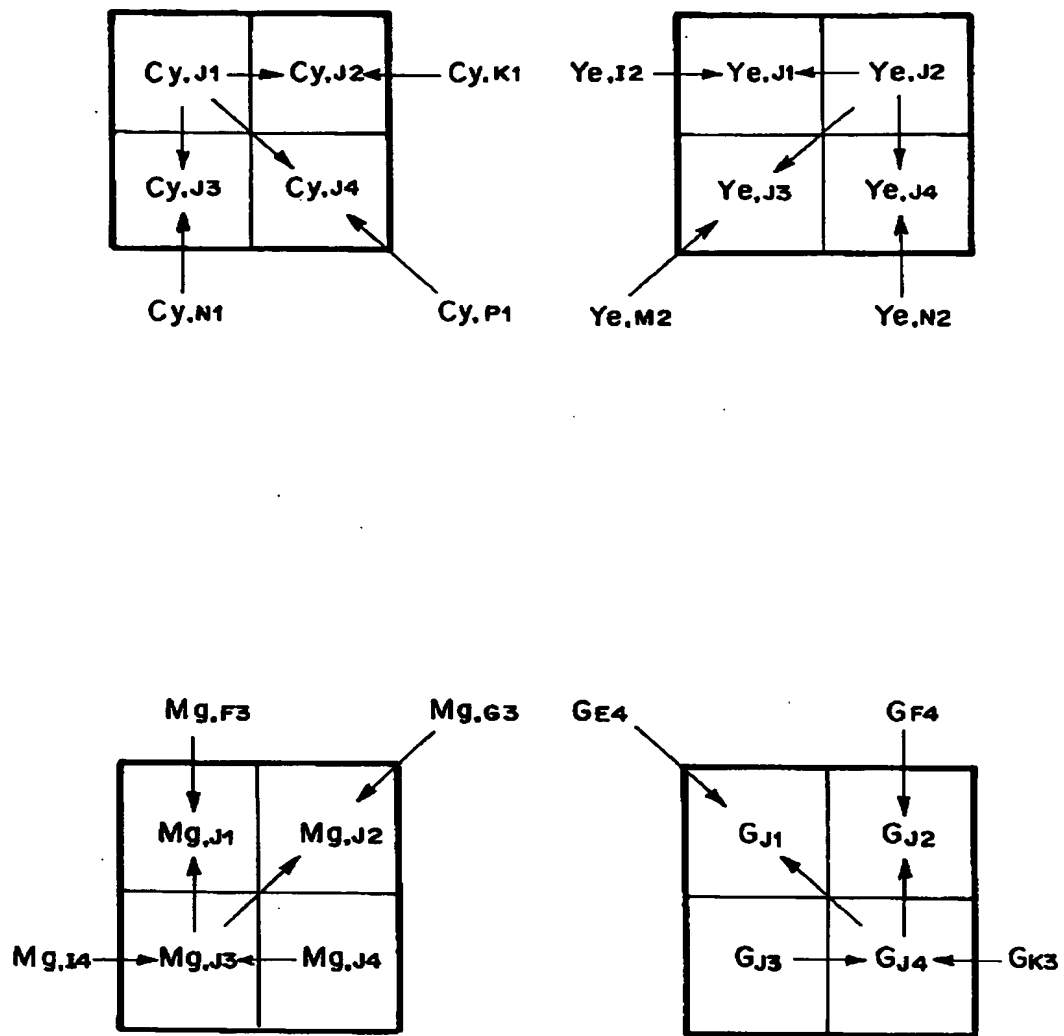 Cy,J1 Cy,J2 Cy,K1
Cy,J3 Cy,J4
Cy,N1 Cy,P1
Ye,I2 Ye,J1 Ye,J2
Ye,J3 Ye,J4
Ye,M2 Ye,N2
Mg,F3 Mg,G3
Mg,J1 Mg,J2
Mg,I4 Mg,J3 Mg,J4
GE4 GF4
GJ1 GJ2
GJ3 GJ4 GK3